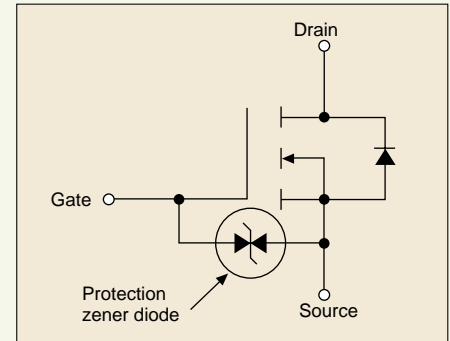 Drain
Gate
Protection
zener diode
Source